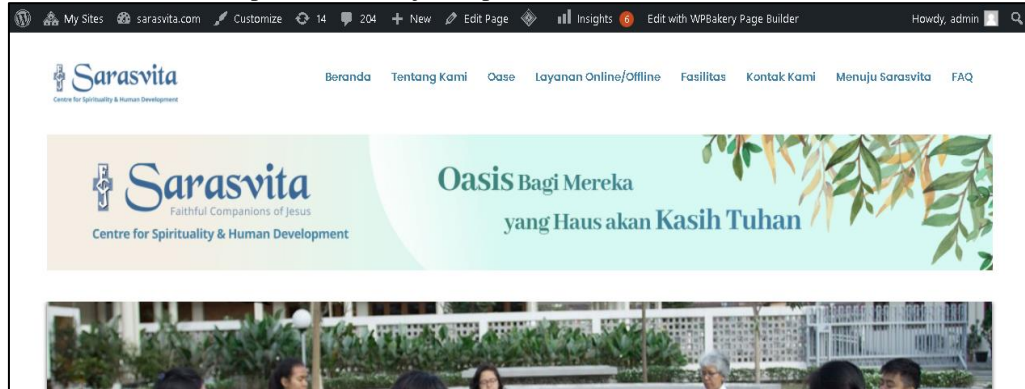 My Sites sarasvita.com Customize 14 204 New Edit Page Insights 6 Edit with WPBakery Page Builder Howdy, admin
Sarasvita
Centre for Spirituality & Human Development
Beranda Tentang Kami Oase Layanan Online/Offline Fasilitas Kontak Kami Menuju Sarasvita FAQ
FCJ
Sarasvita
Faithful Companions of Jesus
Centre for Spirituality & Human Development
Oasis Bagi Mereka
yang Haus akan Kasih Tuhan